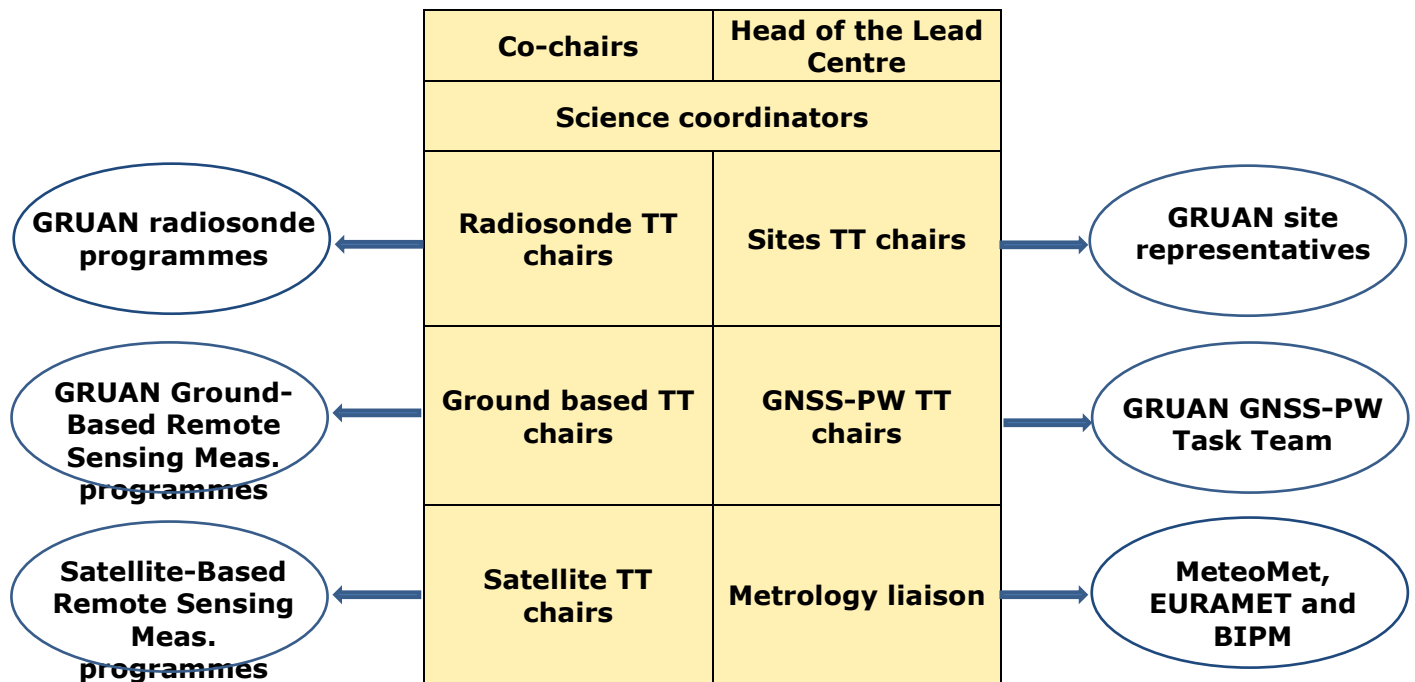 Co-chairs
Head of the Lead
Centre
Science coordinators
GRUAN radiosonde
programmes
Radiosonde TT
chairs
Sites TT chairs
GRUAN site
representatives
GRUAN Ground-
Based Remote
Sensing Meas.
programmes
Ground based TT
chairs
GNSS-PW TT
chairs
GRUAN GNSS-PW
Task Team
Satellite-Based
Remote Sensing
Meas.
programmes
Satellite TT
chairs
Metrology liaison
MeteoMet,
EURAMET and
BIPM